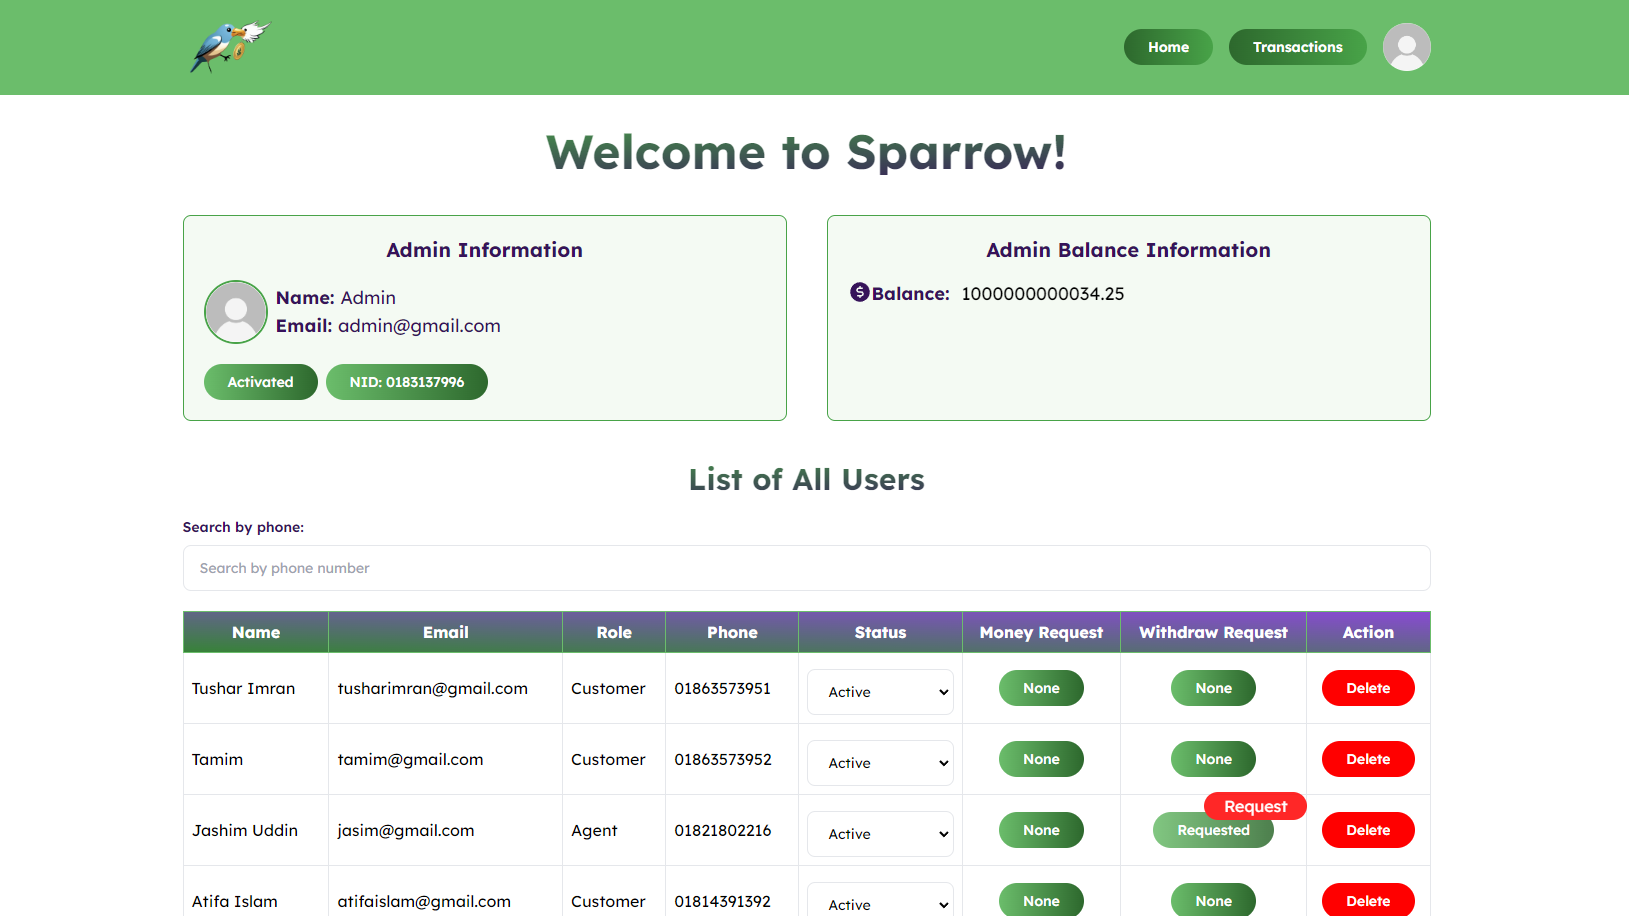 Home Transactions
Welcome to Sparrow!
Admin Information
Name: Admin
Email: admin@gmail.com
Activated NID: 0183137996
Admin Balance Information
Balance: 1000000000034.25
List of All Users
Search by phone:
Search by phone number
Name Email Role Phone Status Money Request Withdraw Request Action
Tushar Imran tusharimran@gmail.com Customer 01863573951 Active None None Delete
Tamim tamim@gmail.com Customer 01863573952 Active None None Delete
Request
Jashim Uddin jasim@gmail.com Agent 01821802216 Active None Requested Delete
Atifa Islam atifaislam@gmail.com Customer 01814391392 Active None None Delete